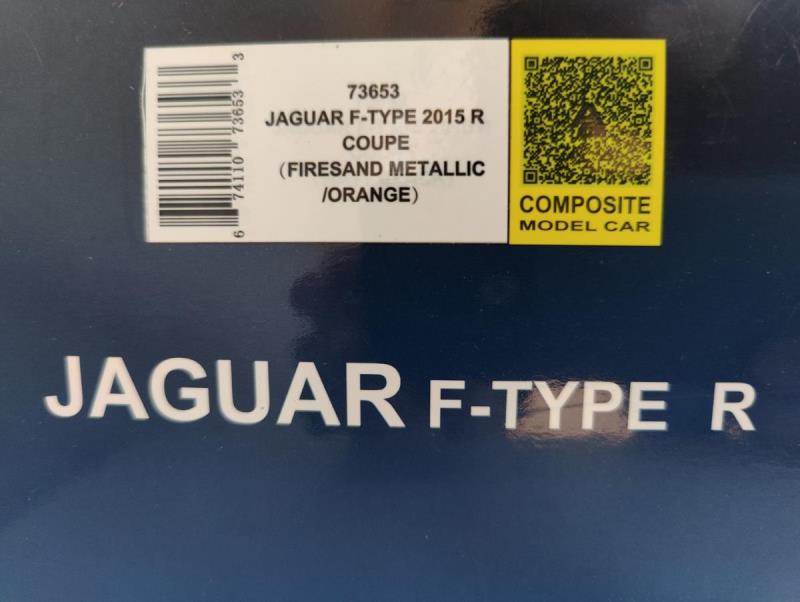 73653
JAGUAR F-TYPE 2015 R
COUPE
（FIRESAND METALLIC
/ORANGE）
6 74110 73653 3
COMPOSITE
MODEL CAR
JAGUAR F-TYPE R